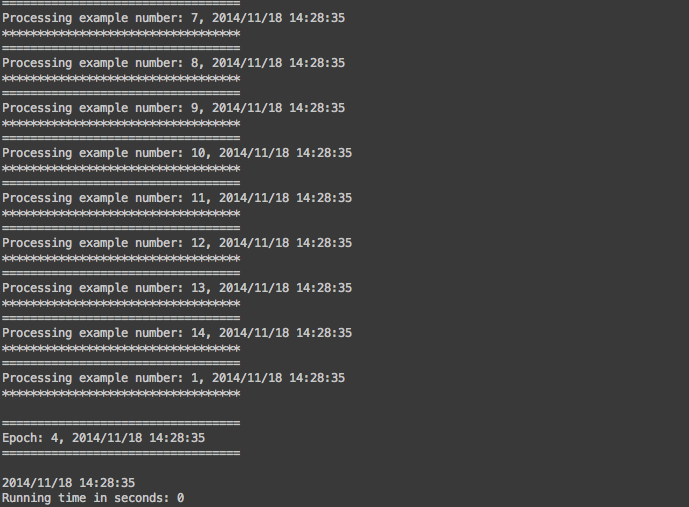 ==================================
Processing example number: 7, 2014/11/18 14:28:35
**********************************
==================================
Processing example number: 8, 2014/11/18 14:28:35
**********************************
==================================
Processing example number: 9, 2014/11/18 14:28:35
**********************************
==================================
Processing example number: 10, 2014/11/18 14:28:35
**********************************
==================================
Processing example number: 11, 2014/11/18 14:28:35
**********************************
==================================
Processing example number: 12, 2014/11/18 14:28:35
**********************************
==================================
Processing example number: 13, 2014/11/18 14:28:35
**********************************
==================================
Processing example number: 14, 2014/11/18 14:28:35
**********************************
==================================
Processing example number: 1, 2014/11/18 14:28:35
**********************************

==================================
Epoch: 4, 2014/11/18 14:28:35
==================================

2014/11/18 14:28:35
Running time in seconds: 0